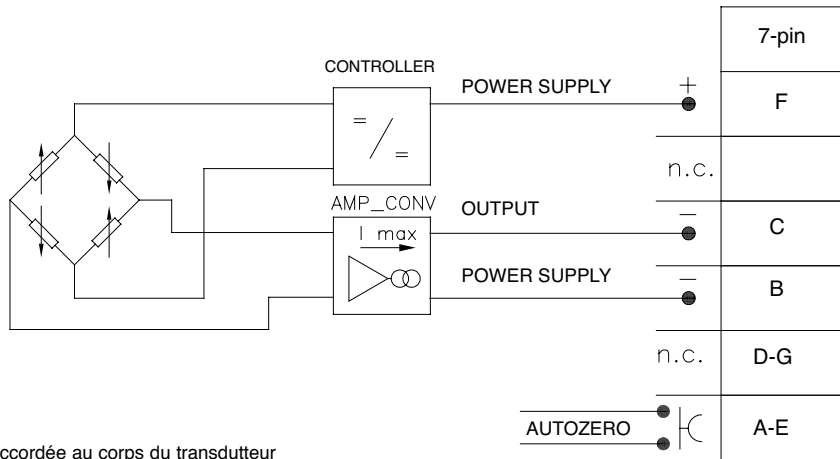 7-pin
CONTROLLER
POWER SUPPLY + F
= / =
n.c.
AMP_CONV
OUTPUT − C
I max
POWER SUPPLY − B
n.c. D-G
AUTOZERO A-E
ccordée au corps du transdutteur